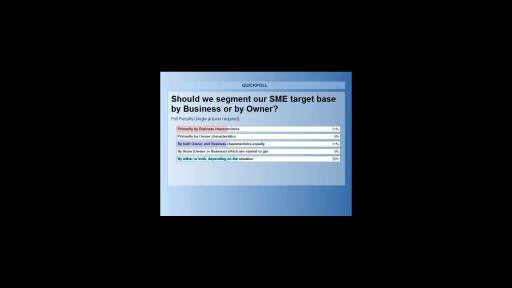 QUICKPOLL
Should we segment our SME target base
by Business or by Owner?
Poll Results (single answer required)
Primarily by Business characteristics 31%
Primarily by Owner characteristics
By both Owner and Business characteristics equally 31%
By those (Owner or Business) which are easiest to get
By either or both, depending on the situation